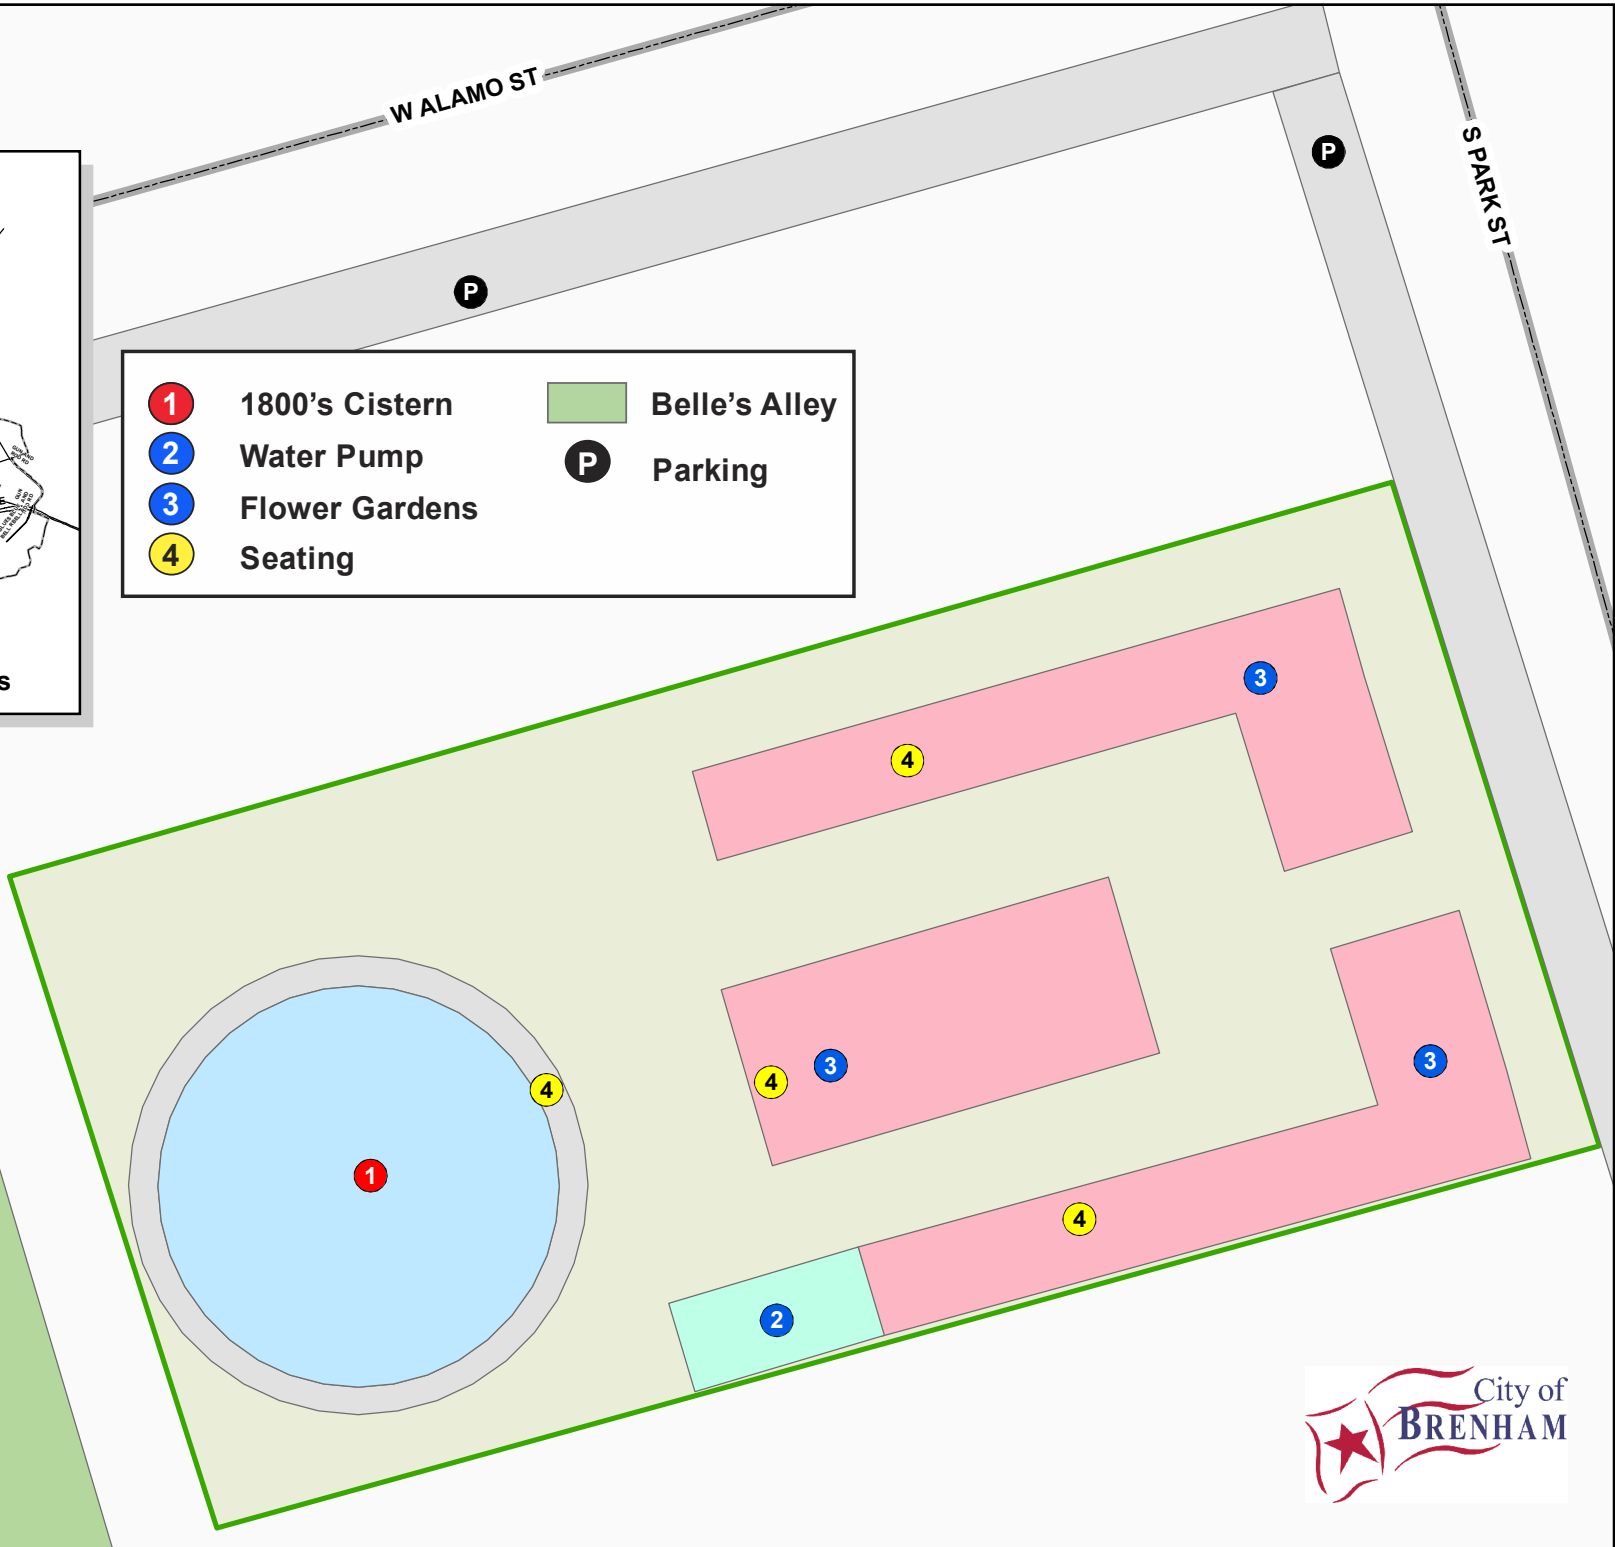 W ALAMO ST
S PARK ST
P
P
1 1800's Cistern
2 Water Pump
3 Flower Gardens
4 Seating
Belle's Alley
P Parking
s
3
4
4
3
3
4
1
4
2
City of
BRENHAM